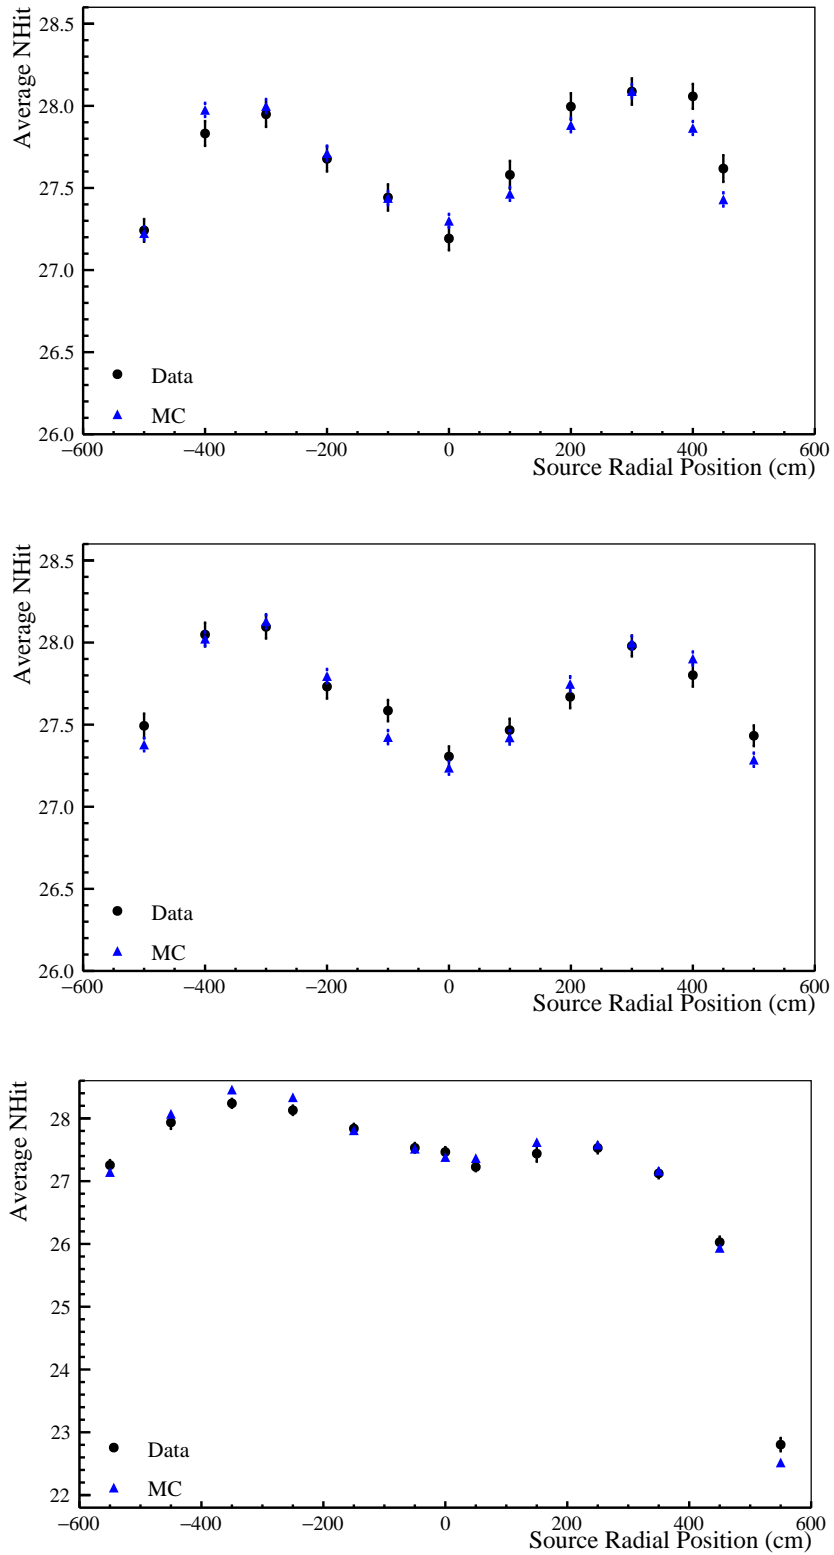 Average NHit
28.5
28.0
27.5
27.0
26.5
26.0
Data
MC
−600 −400 −200 0 200 400 600
Source Radial Position (cm)
Average NHit
28.5
28.0
27.5
27.0
26.5
26.0
Data
MC
−600 −400 −200 0 200 400 600
Source Radial Position (cm)
Average NHit
28
27
26
25
24
23
22
Data
MC
−600 −400 −200 0 200 400 600
Source Radial Position (cm)